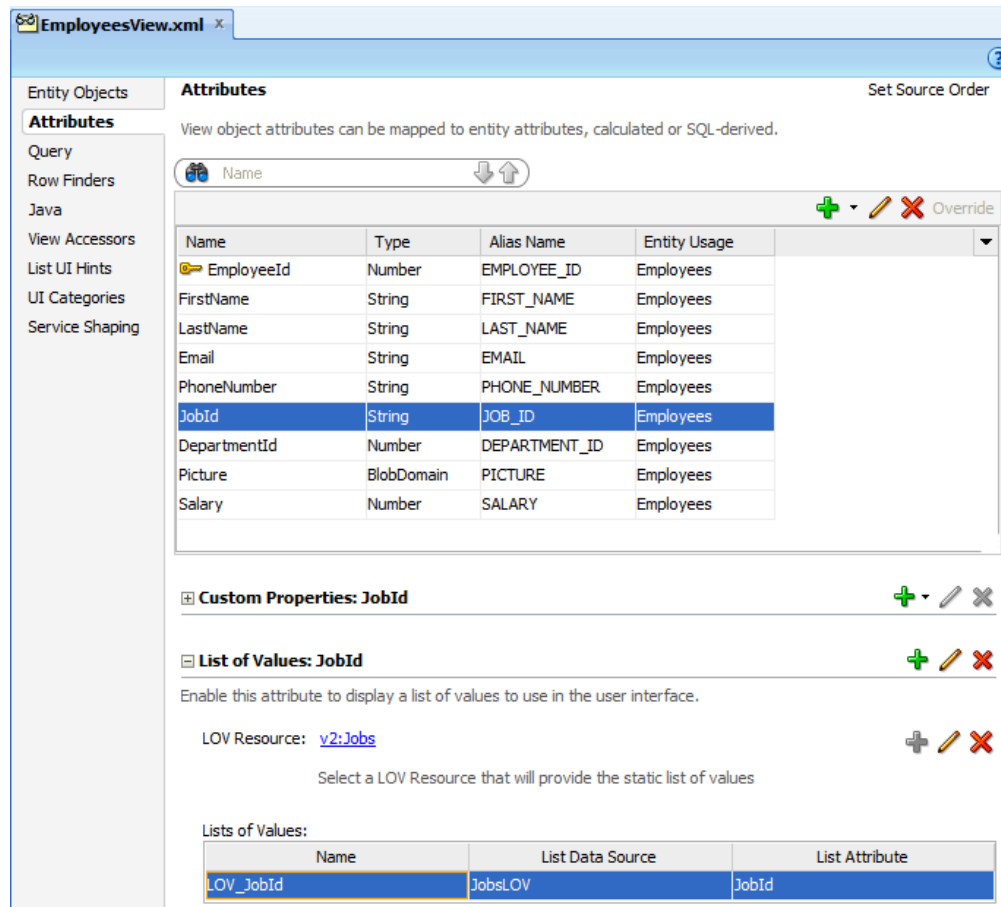 EmployeesView.xml x
?
Entity Objects
Attributes
Query
Row Finders
Java
View Accessors
List UI Hints
UI Categories
Service Shaping
Attributes Set Source Order
View object attributes can be mapped to entity attributes, calculated or SQL-derived.
Name
Override
Name Type Alias Name Entity Usage
EmployeeId Number EMPLOYEE_ID Employees
FirstName String FIRST_NAME Employees
LastName String LAST_NAME Employees
Email String EMAIL Employees
PhoneNumber String PHONE_NUMBER Employees
JobId String JOB_ID Employees
DepartmentId Number DEPARTMENT_ID Employees
Picture BlobDomain PICTURE Employees
Salary Number SALARY Employees
Custom Properties: JobId
List of Values: JobId
Enable this attribute to display a list of values to use in the user interface.
LOV Resource: v2:Jobs
Select a LOV Resource that will provide the static list of values
Lists of Values:
Name List Data Source List Attribute
LOV_JobId JobsLOV JobId